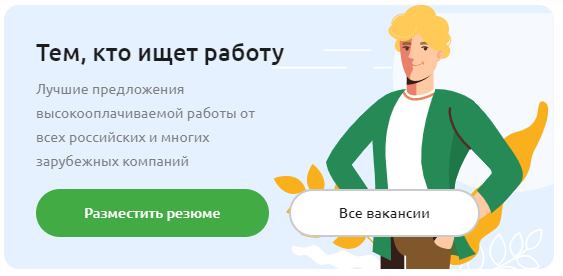 Тем, кто ищет работу
Лучшие предложения
высокооплачиваемой работы от
всех российских и многих
зарубежных компаний
Разместить резюме
Все вакансии